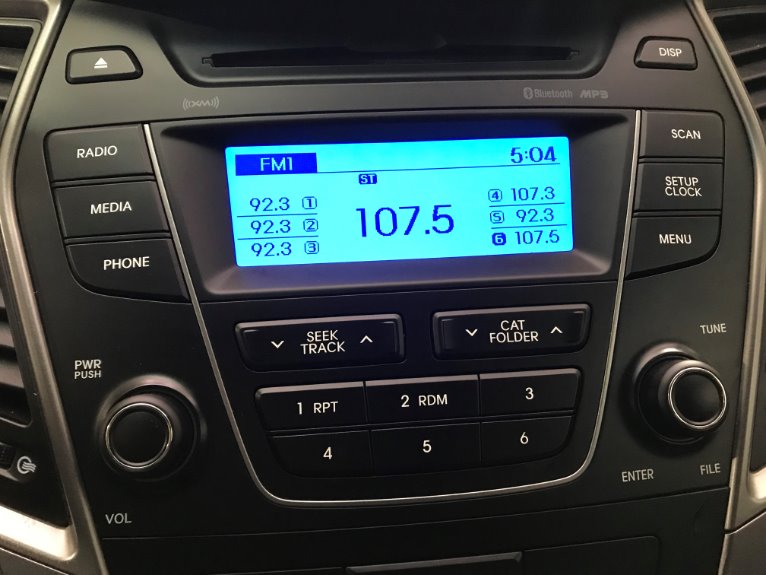 DISP
((XM)) Bluetooth MP3
RADIO
MEDIA
PHONE
FM1 5:04
ST
92.3 1
92.3 2
92.3 3
107.5
4 107.3
5 92.3
6 107.5
SCAN
SETUP
CLOCK
MENU
SEEK
TRACK
CAT
FOLDER
PWR
PUSH
VOL
1 RPT 2 RDM 3
4 5 6
TUNE
ENTER FILE